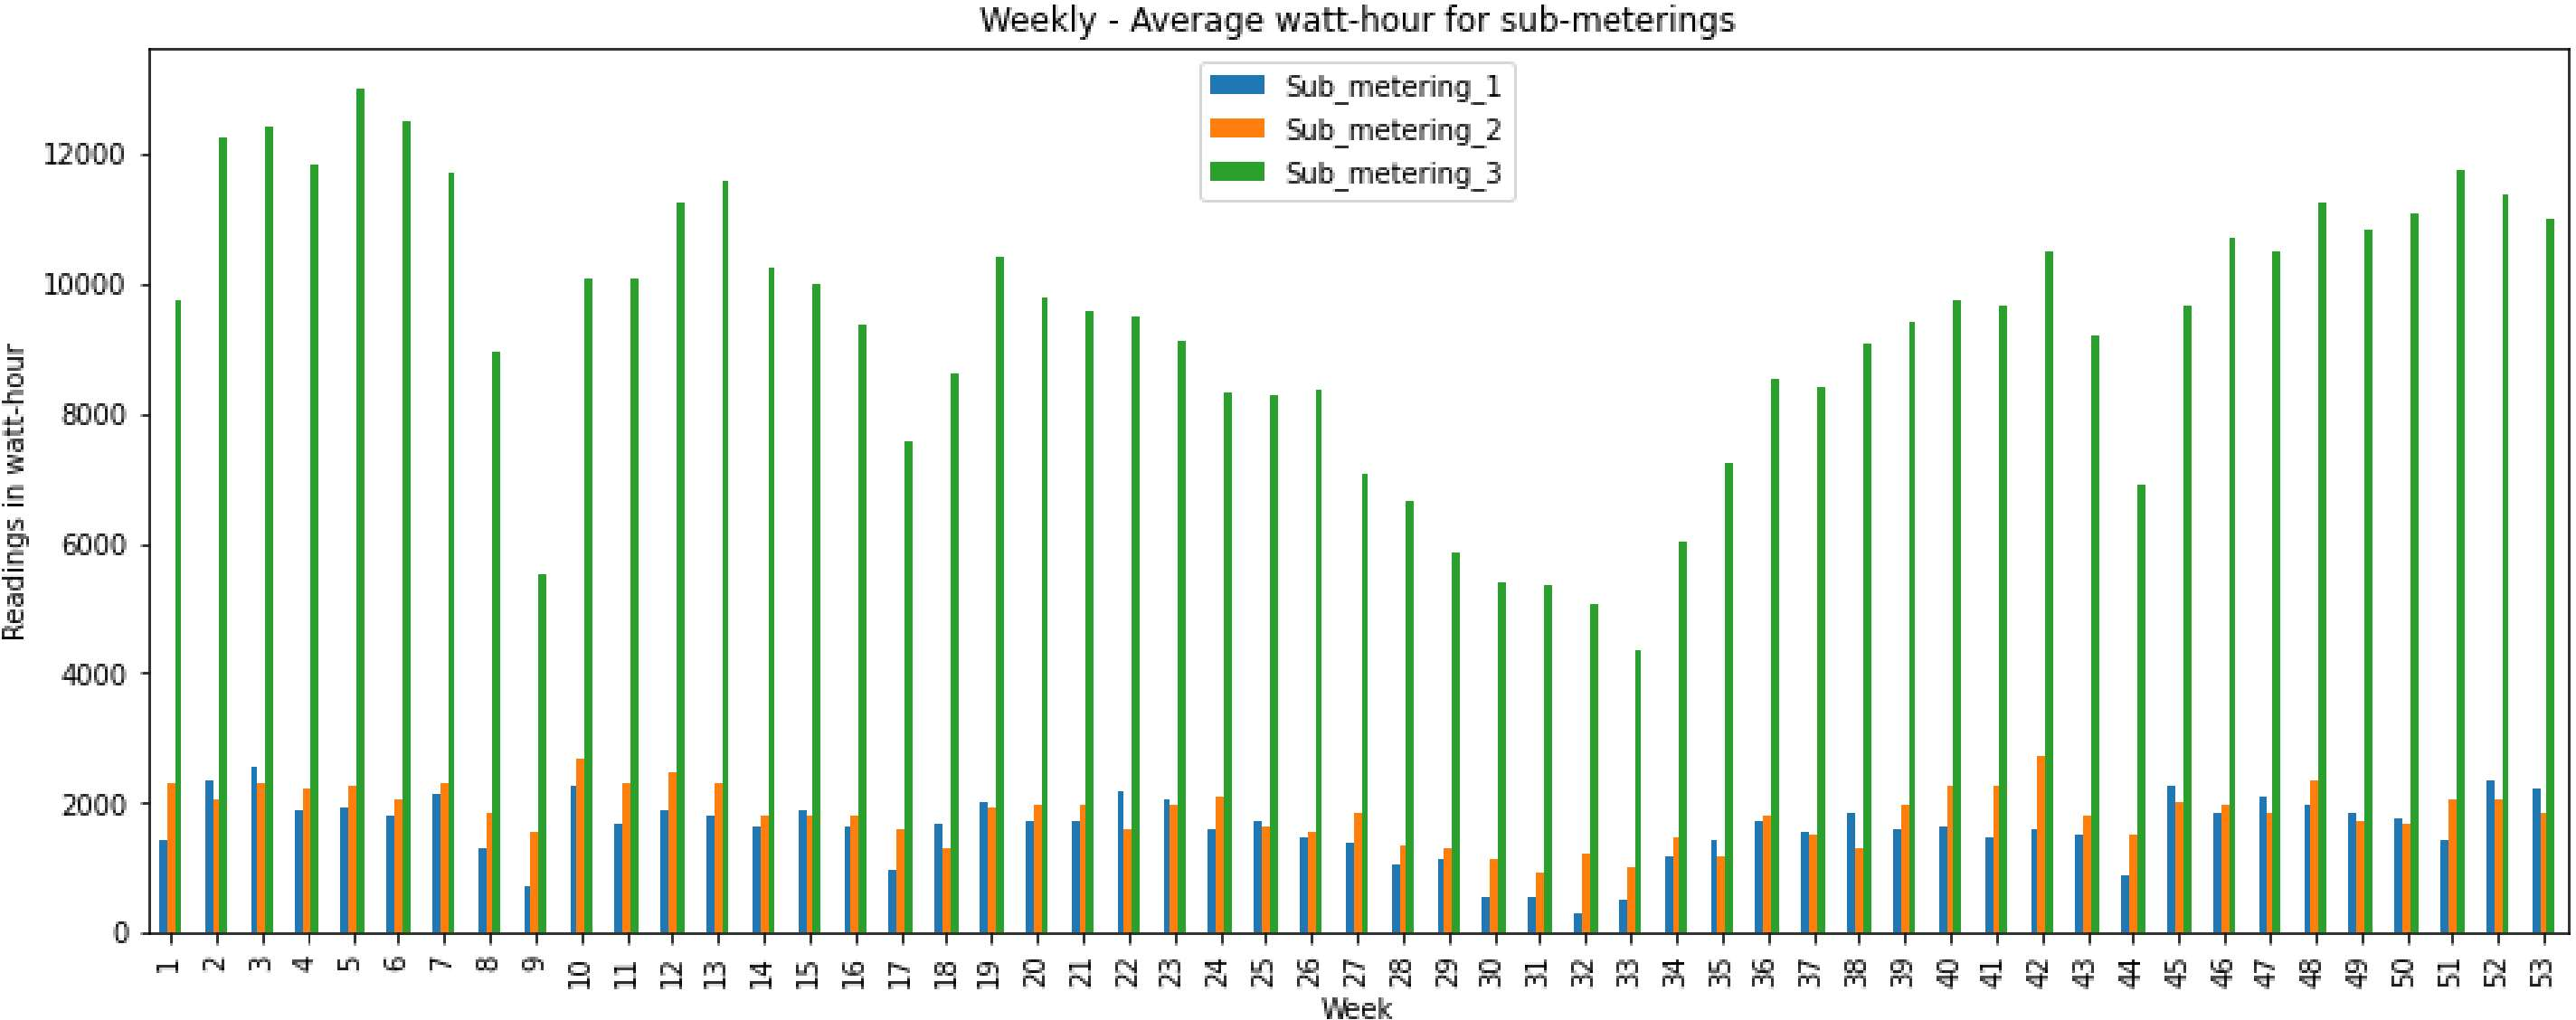 Weekly - Average watt-hour for sub-meterings
Sub_metering_1
Sub_metering_2
Sub_metering_3
Readings in watt-hour
12000
10000
8000
6000
4000
2000
0
1 2 3 4 5 6 7 8 9 10 11 12 13 14 15 16 17 18 19 20 21 22 23 24 25 26 27 28 29 30 31 32 33 34 35 36 37 38 39 40 41 42 43 44 45 46 47 48 49 50 51 52 53
Week